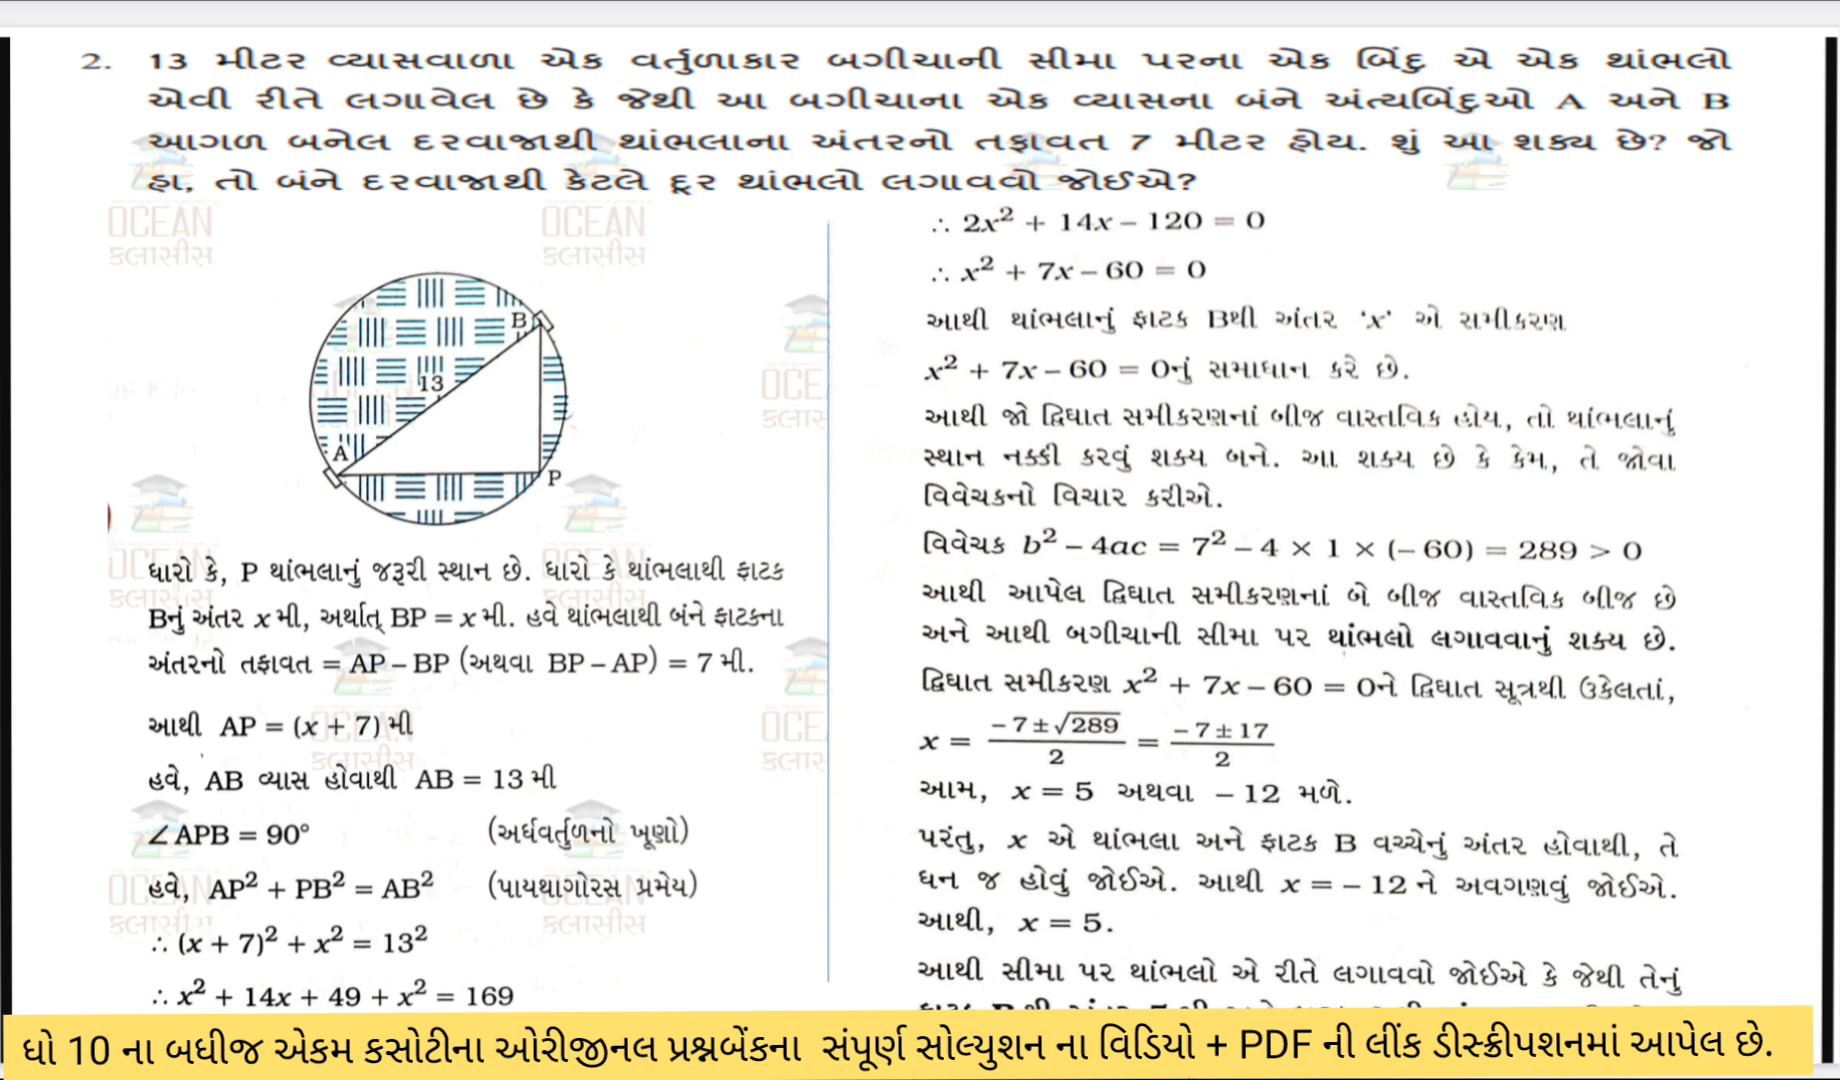 2. 13 મીટર વ્યાસવાળા એક વર્તુળાકાર બગીચાની સીમા પરના એક બિંદુ એ એક થાંભલો
એવી રીતે લગાવેલ છે કે જેથી આ બગીચાના એક વ્યાસના બંને અંત્યબિંદુઓ A અને B
આગળ બનેલ દરવાજાથી થાંભલાના અંતરનો તફાવત 7 મીટર હોય. શું આ શક્ય છે? જો
હા, તો બંને દરવાજાથી કેટલે દૂર થાંભલો લગાવવો જોઈએ?
OCEAN
ક્લાસીસ
B
13
A
P
ધારો કે, P થાંભલાનું જરૂરી સ્થાન છે. ધારો કે થાંભલાથી ફાટક
Bનું અંતર x મી, અર્થાત્ BP = x મી. હવે થાંભલાથી બંને ફાટકના
અંતરનો તફાવત = AP – BP (અથવા BP – AP) = 7 મી.
આથી AP = (x + 7) મી
હવે, AB વ્યાસ હોવાથી AB = 13 મી
∠APB = 90° (અર્ધવર્તુળનો ખૂણો)
હવે, AP² + PB² = AB² (પાયથાગોરસ પ્રમેય)
∴ (x + 7)² + x² = 13²
∴ x² + 14x + 49 + x² = 169
∴ 2x² + 14x – 120 = 0
∴ x² + 7x – 60 = 0
આથી થાંભલાનું ફાટક Bથી અંતર ‘x’ એ સમીકરણ
x² + 7x – 60 = 0નું સમાધાન કરે છે.
આથી જો દ્વિઘાત સમીકરણનાં બીજ વાસ્તવિક હોય, તો થાંભલાનું
સ્થાન નક્કી કરવું શક્ય બને. આ શક્ય છે કે કેમ, તે જોવા
વિવેચકનો વિચાર કરીએ.
વિવેચક b² – 4ac = 7² – 4 × 1 × (– 60) = 289 > 0
આથી આપેલ દ્વિઘાત સમીકરણનાં બે બીજ વાસ્તવિક બીજ છે
અને આથી બગીચાની સીમા પર થાંભલો લગાવવાનું શક્ય છે.
દ્વિઘાત સમીકરણ x² + 7x – 60 = 0ને દ્વિઘાત સૂત્રથી ઉકેલતાં,
x = (– 7 ± √289)/2 = (– 7 ± 17)/2
આમ, x = 5 અથવા – 12 મળે.
પરંતુ, x એ થાંભલા અને ફાટક B વચ્ચેનું અંતર હોવાથી, તે
ધન જ હોવું જોઈએ. આથી x = – 12 ને અવગણવું જોઈએ.
આથી, x = 5.
આથી સીમા પર થાંભલો એ રીતે લગાવવો જોઈએ કે જેથી તેનું
ધો 10 ના બધીજ એકમ કસોટીના ઓરીજીનલ પ્રશ્નબેંકના સંપૂર્ણ સોલ્યુશન ના વિડિયો + PDF ની લીંક ડીસ્ક્રીપશનમાં આપેલ છે.